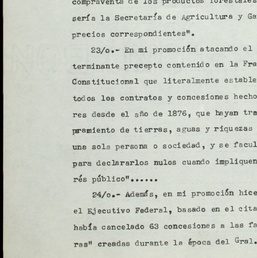 compraventa de los productos forestales
sería la Secretaría de Agricultura y Ga
precios correspondientes".
23/o.- En mi promoción atacando el
terminante precepto contenido en la Fra
Constitucional que literalmente estable
todos los contratos y concesiones hecho
res desde el año de 1876, que hayan tra
pramiento de tierras, aguas y riquezas
una sola persona o sociedad, y se facul
para declararlos nulos cuando impliquen
rés público"......
24/o.- Además, en mi promoción hice
el Ejecutivo Federal, basado en el cita
había cancelado 63 concesiones a las fa
ras" creadas durante la época del Gral.